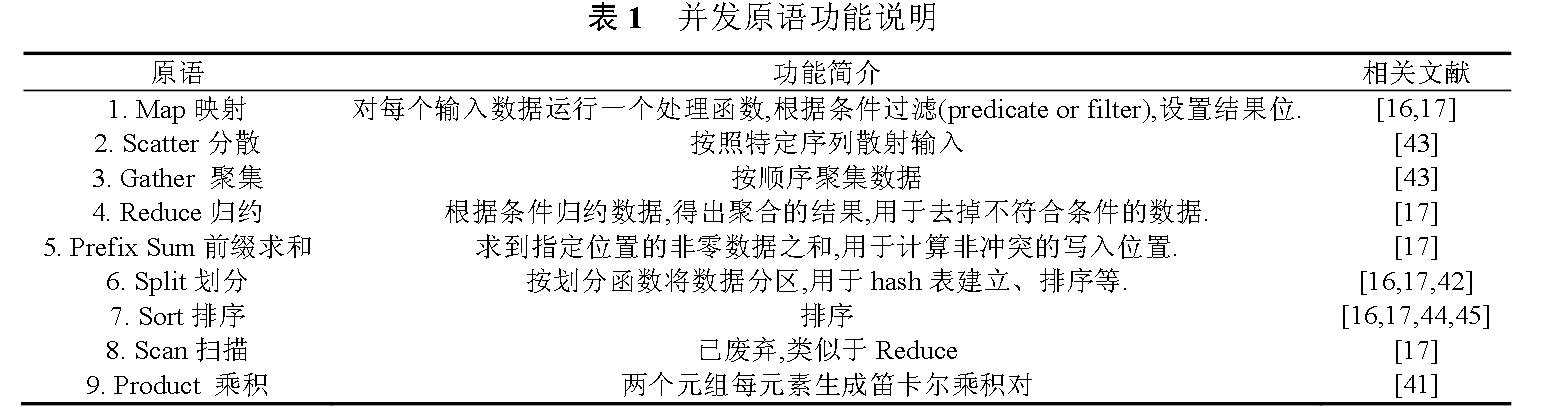 表1 并发原语功能说明
原语 功能简介 相关文献
1. Map 映射 对每个输入数据运行一个处理函数,根据条件过滤(predicate or filter),设置结果位. [16,17]
2. Scatter 分散 按照特定序列散射输入 [43]
3. Gather 聚集 按顺序聚集数据 [43]
4. Reduce 归约 根据条件归约数据,得出聚合的结果,用于去掉不符合条件的数据. [17]
5. Prefix Sum 前缀求和 求到指定位置的非零数据之和,用于计算非冲突的写入位置. [17]
6. Split 划分 按划分函数将数据分区,用于 hash 表建立、排序等. [16,17,42]
7. Sort 排序 排序 [16,17,44,45]
8. Scan 扫描 已废弃,类似于 Reduce [17]
9. Product 乘积 两个元组每元素生成笛卡尔乘积对 [41]